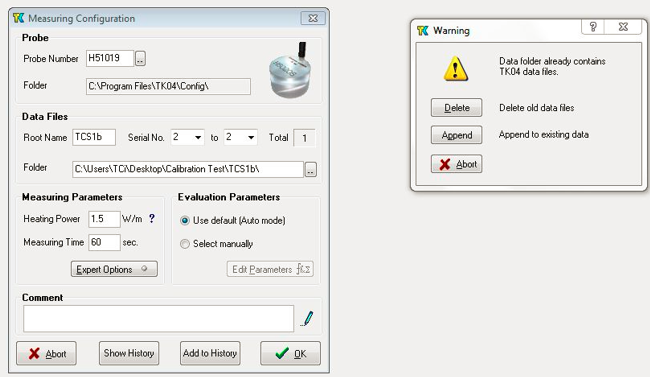 TK Measuring Configuration
Probe
Probe Number H51019 ..
Folder C:\Program Files\TK04\Config\
Data Files
Root Name TCS1b Serial No. 2 to 2 Total 1
Folder C:\Users\TCi\Desktop\Calibration Test\TCS1b\ ..
Measuring Parameters
Heating Power 1.5 W/m ?
Measuring Time 60 sec.
Expert Options
Evaluation Parameters
Use default (Auto mode)
Select manually
Edit Parameters
Comment
Abort Show History Add to History OK
TK Warning ?
Data folder already contains
TK04 data files.
Delete Delete old data files
Append Append to existing data
Abort